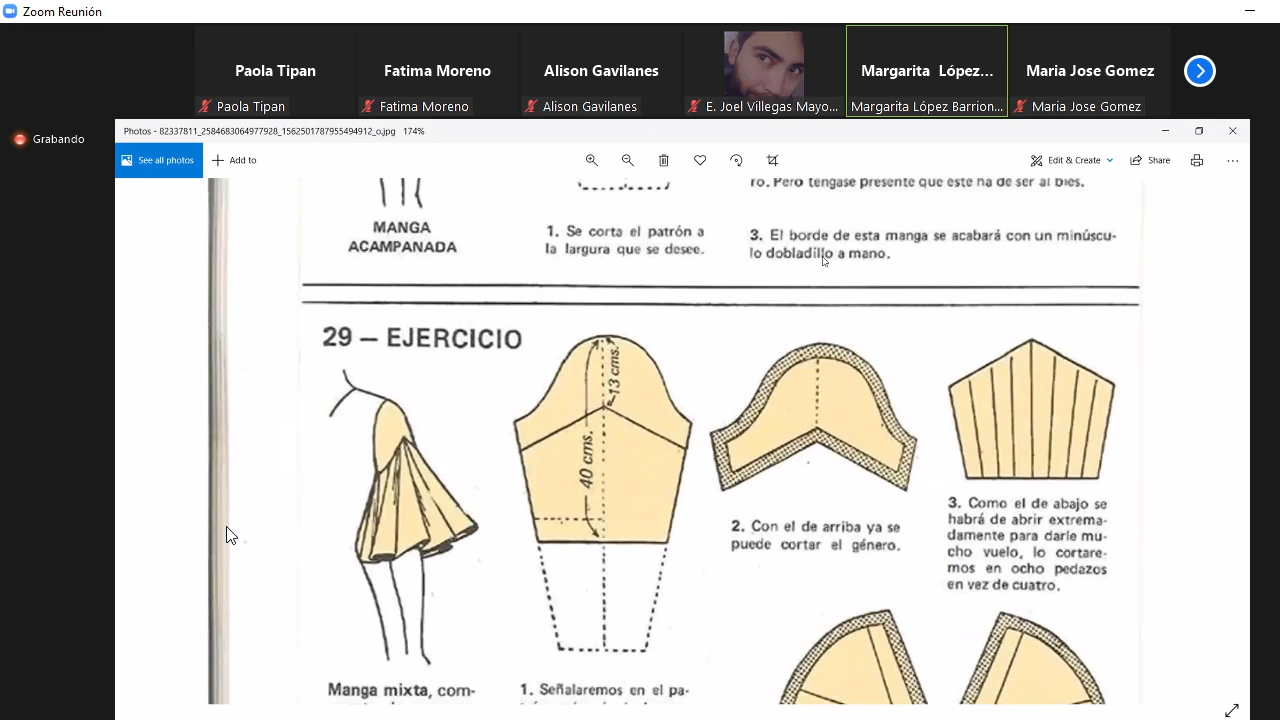 Zoom Reunión
Paola Tipan
Fatima Moreno
Alison Gavilanes
Margarita López...
Maria Jose Gomez
Paola Tipan
Fatima Moreno
Alison Gavilanes
E. Joel Villegas Mayo...
Margarita López Barrion...
Maria Jose Gomez
Grabando
Photos - 82337811_2584683064977928_1562501787955494912_o.jpg 174%
See all photos
Add to
Edit & Create
Share
ro. Pero téngase presente que éste ha de ser al bies.
MANGA
ACAMPANADA
1. Se corta el patrón a
la largura que se desee.
3. El borde de esta manga se acabará con un minúscu-
lo dobladillo a mano.
29 – EJERCICIO
13 cms.
40 cms.
2. Con el de arriba ya se
puede cortar el género.
3. Como el de abajo se
habrá de abrir extrema-
damente para darle mu-
cho vuelo, lo cortare-
mos en ocho pedazos
en vez de cuatro.
Manga mixta, com-
1. Señalaremos en el pa-